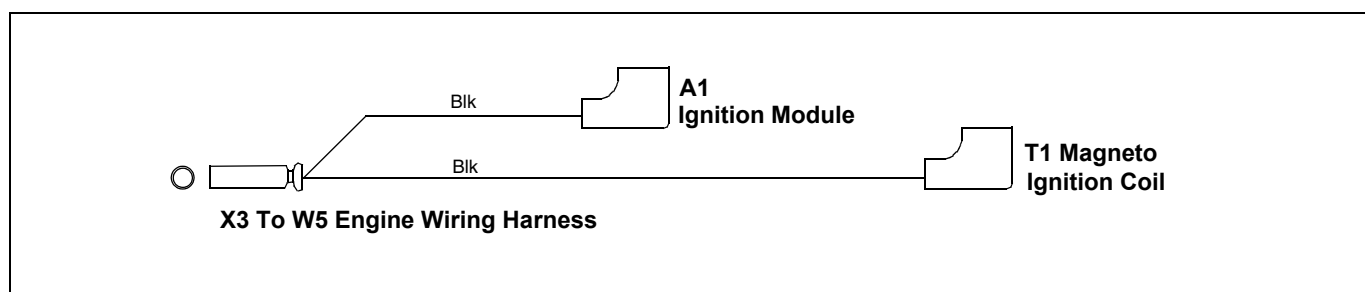 Blk
A1
Ignition Module
Blk
T1 Magneto
Ignition Coil
X3 To W5 Engine Wiring Harness